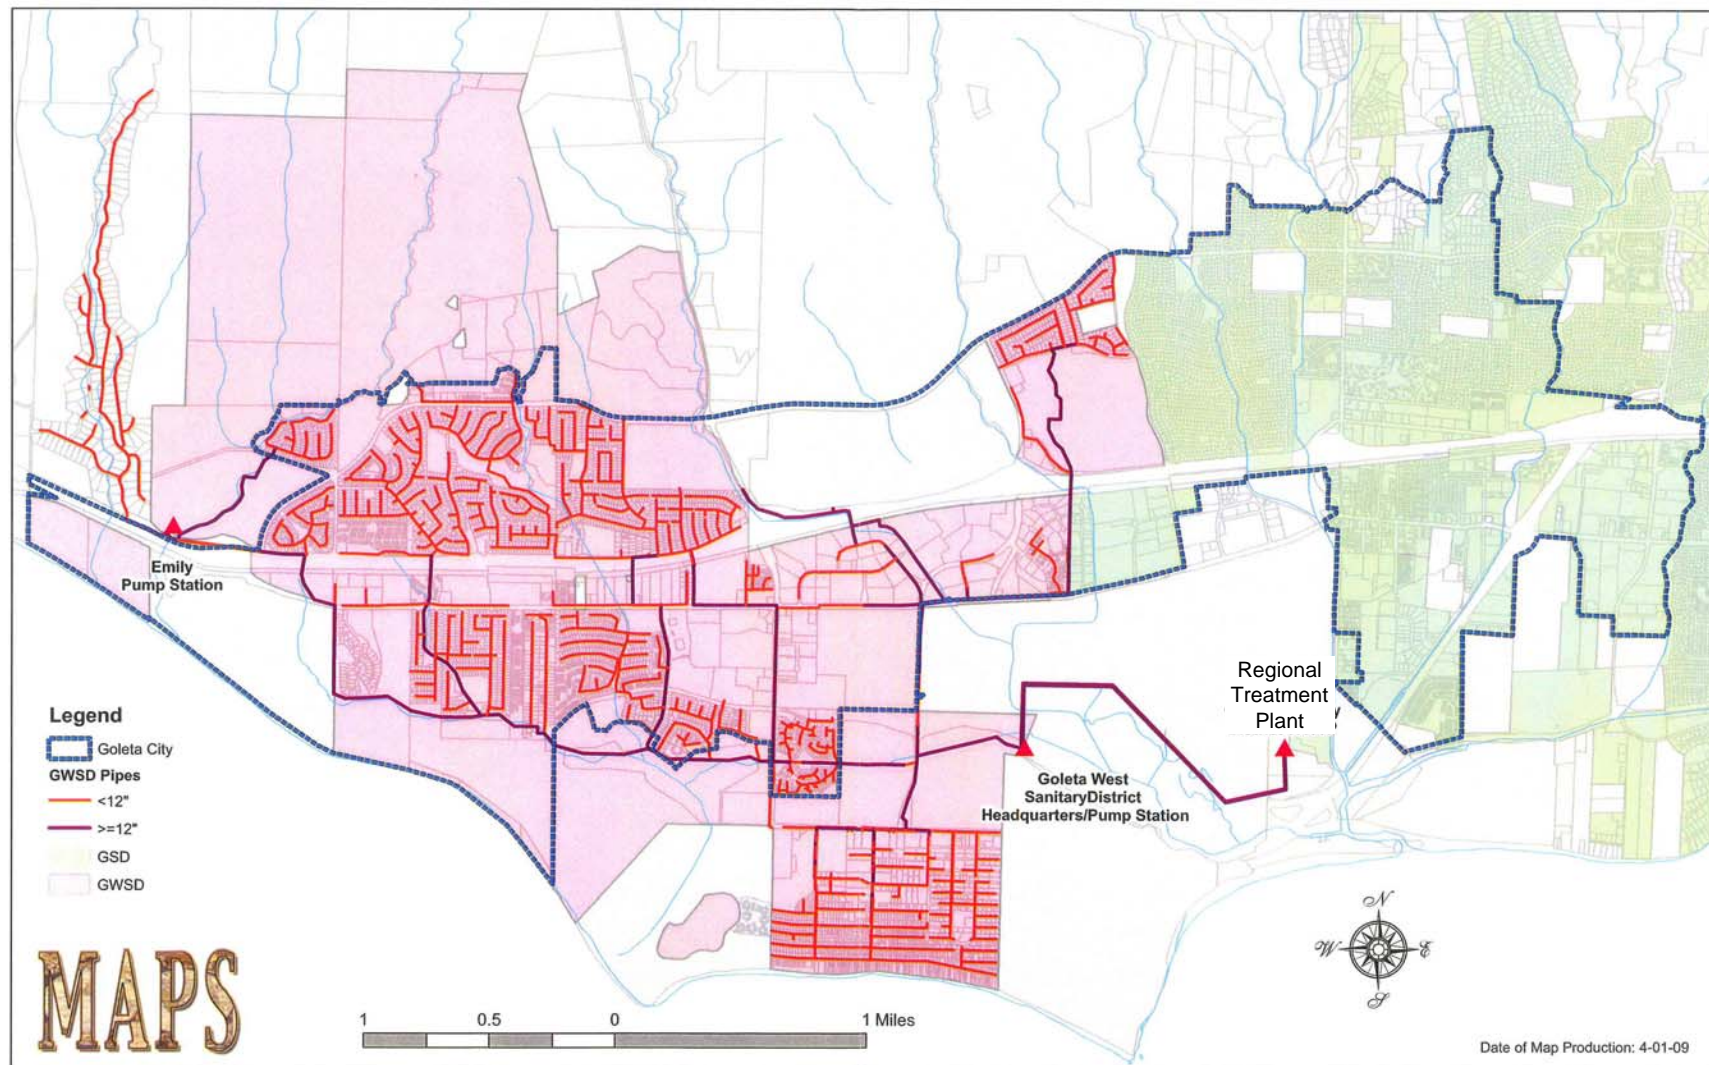 Emily
Pump Station
Regional
Treatment
Plant
Goleta West
SanitaryDistrict
Headquarters/Pump Station
Legend
Goleta City
GWSD Pipes
<12"
>=12"
GSD
GWSD
MAPS
1 0.5 0 1 Miles
N
W E
S
Date of Map Production: 4-01-09